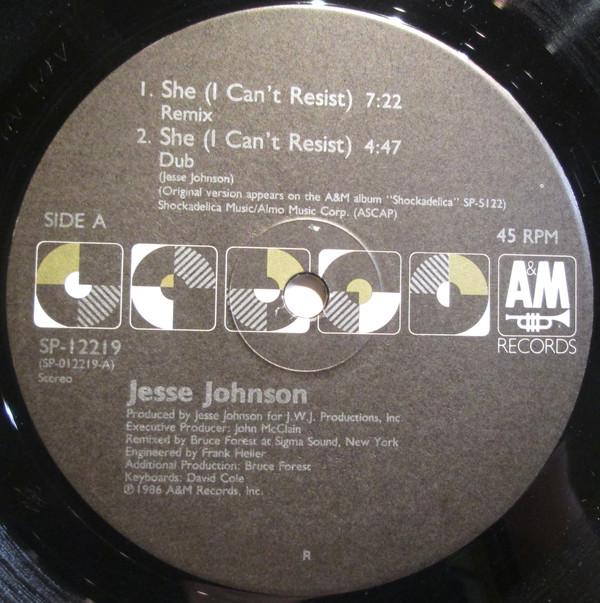 1. She (I Can't Resist) 7:22
Remix
2. She (I Can't Resist) 4:47
Dub
(Jesse Johnson)
(Original version appears on the A&M album "Shockadelica" SP-5122)
Shockadelica Music/Almo Music Corp. (ASCAP)
SIDE A
45 RPM
A&M
RECORDS
SP-12219
(SP-012219-A)
Stereo
Jesse Johnson
Produced by Jesse Johnson for J.W.J. Productions, Inc.
Executive Producer: John McClain
Remixed by Bruce Forest at Sigma Sound, New York
Engineered by Frank Heller
Additional Production: Bruce Forest
Keyboards: David Cole
℗1986 A&M Records, Inc.
R